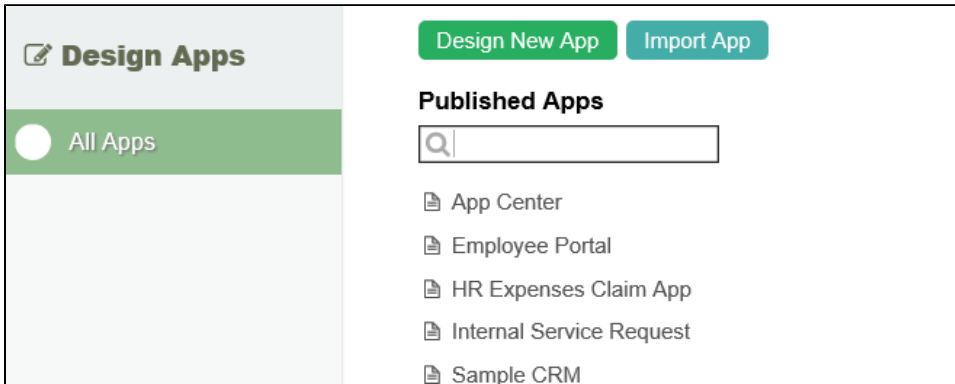 Design Apps
All Apps
Design New App
Import App
Published Apps
App Center
Employee Portal
HR Expenses Claim App
Internal Service Request
Sample CRM